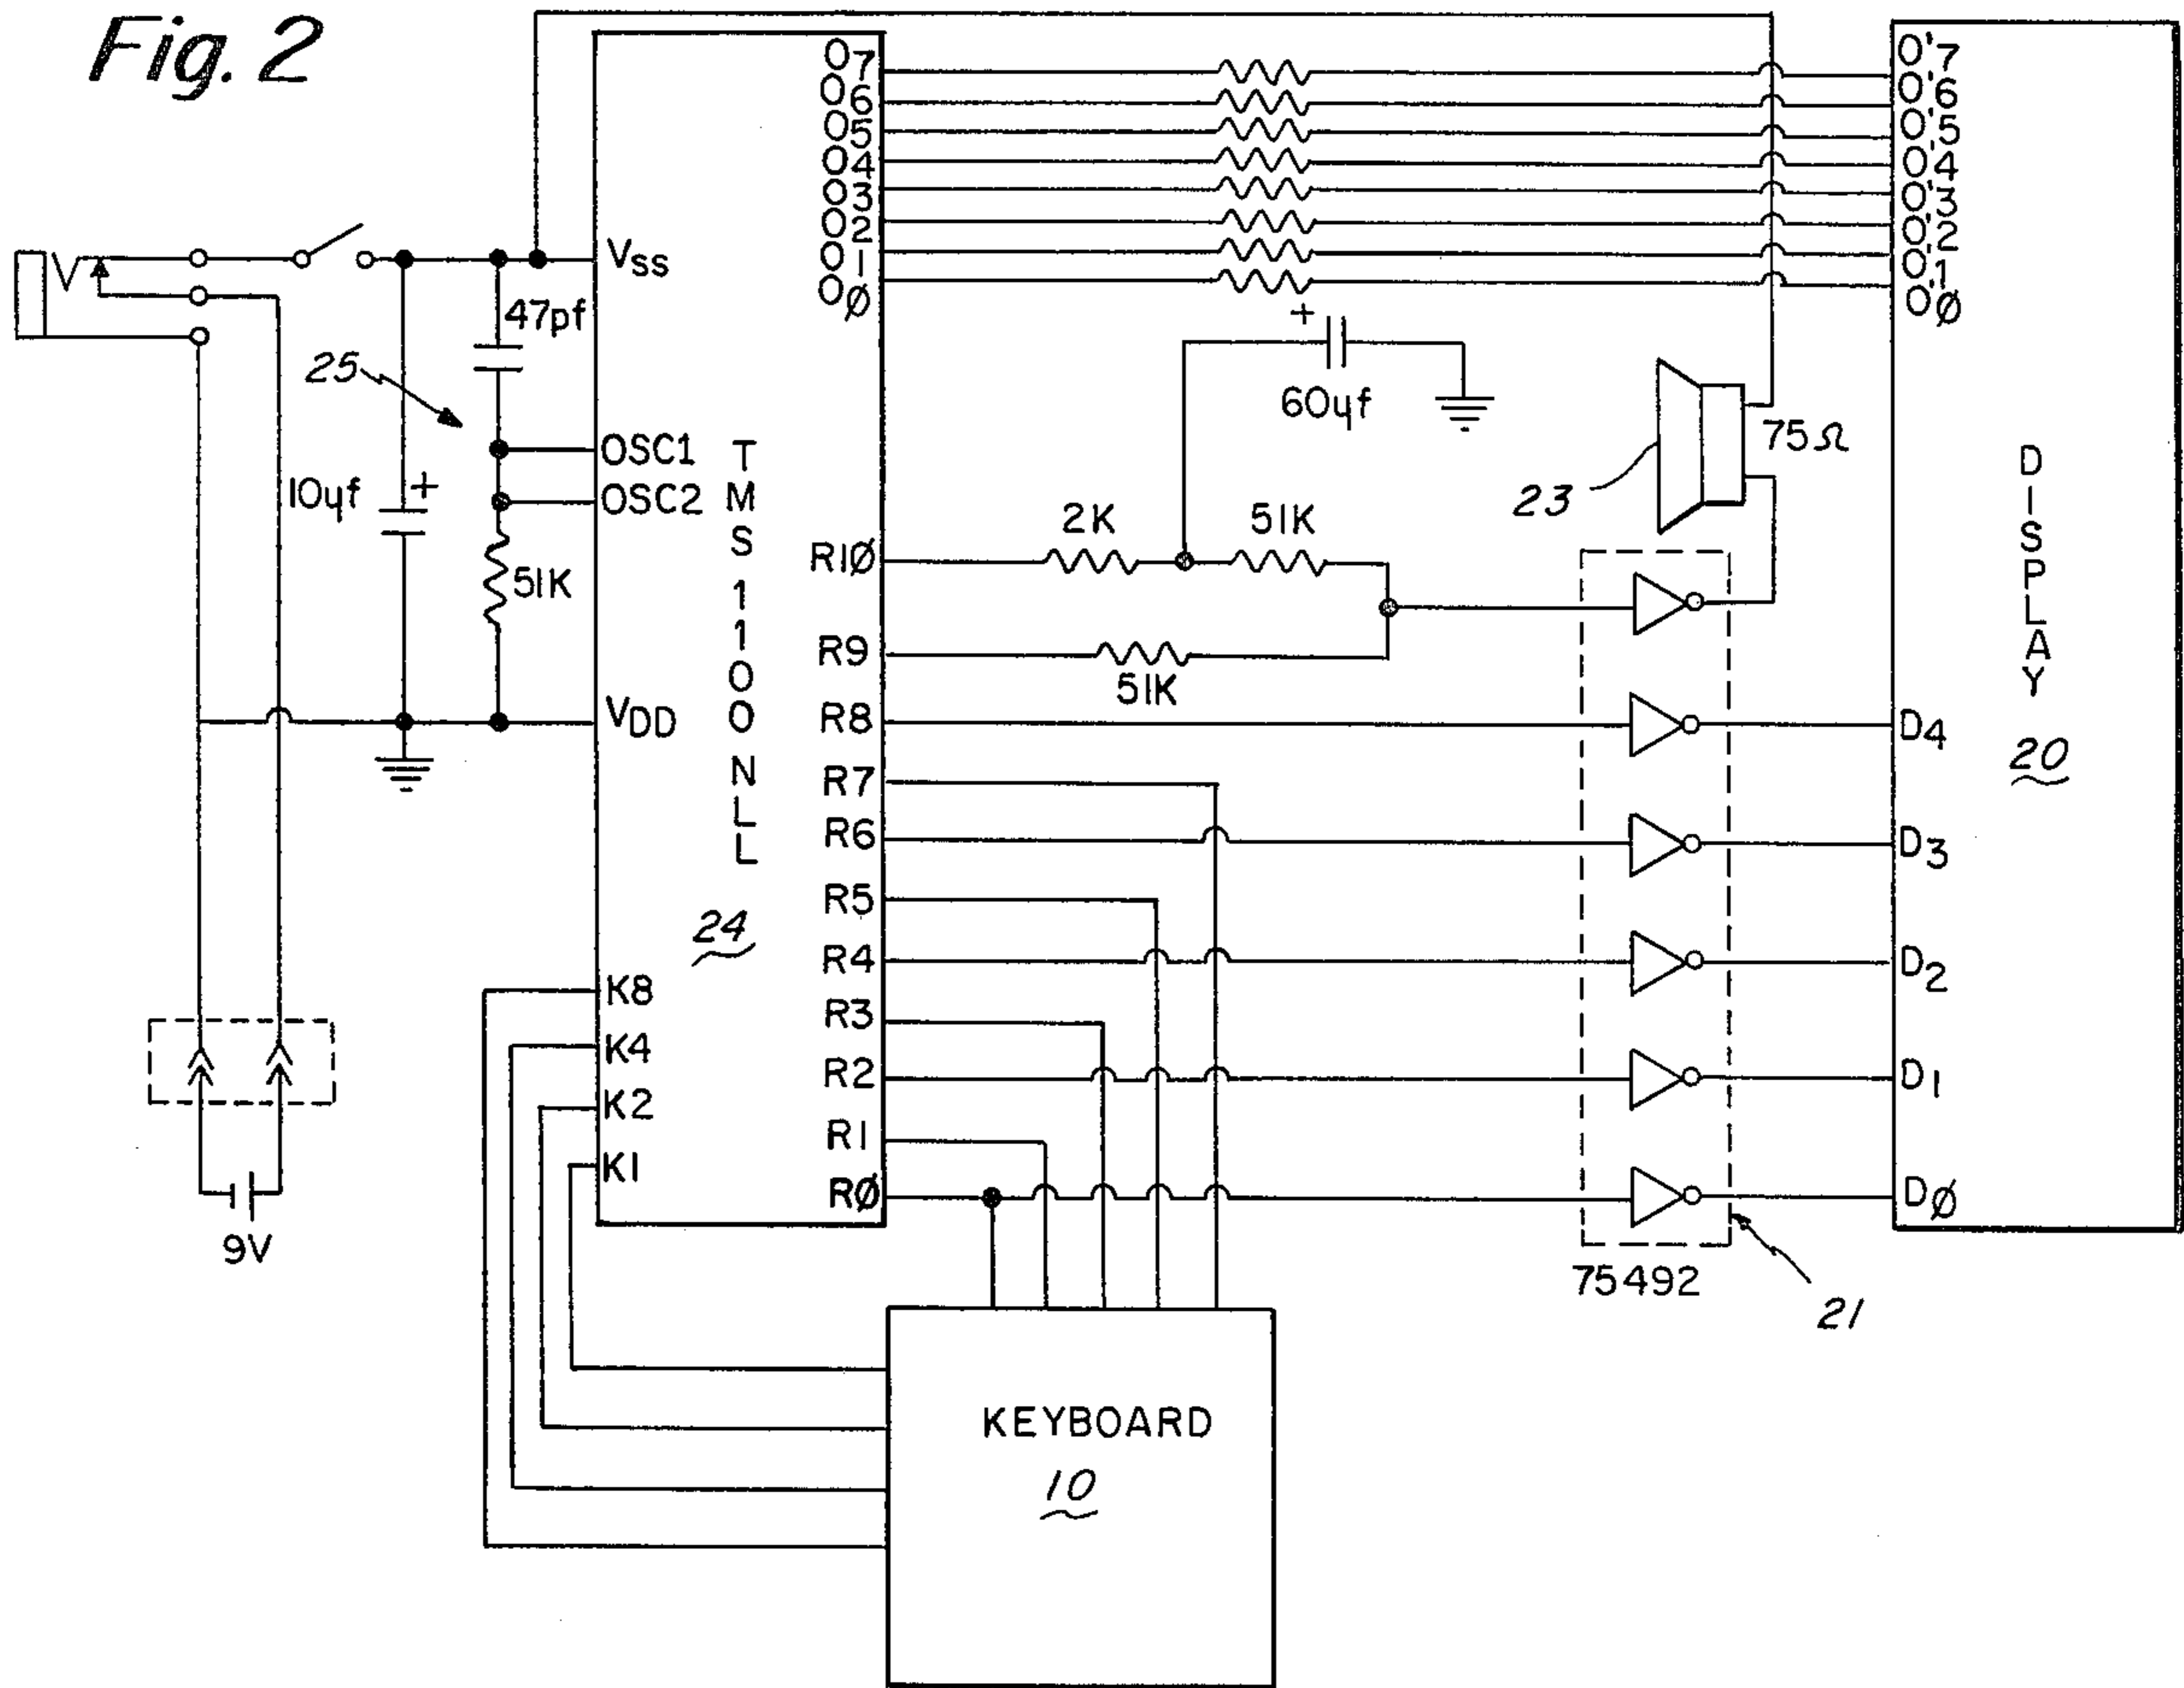 Fig. 2
O7
O6
O5
O4
O3
O2
O1
OØ
O'7
O'6
O'5
O'4
O'3
O'2
O'1
O'Ø
VSS
47pf
25
+
60µf
OSC1
OSC2
10µf
+
51K
75Ω
23
TMS1100NLL
24
DISPLAY
20
R1Ø
2K
51K
R9
51K
VDD
R8
D4
R7
R6
D3
R5
R4
D2
K8
R3
K4
R2
D1
K2
R1
K1
RØ
DØ
9V
75492
21
KEYBOARD
10